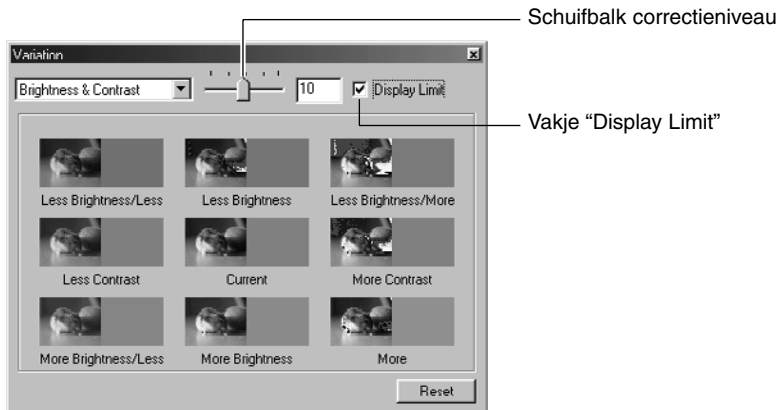 Schuifbalk correctieniveau
Variation
Brightness & Contrast
10
Display Limit
Vakje “Display Limit”
Less Brightness/Less
Less Brightness
Less Brightness/More
Less Contrast
Current
More Contrast
More Brightness/Less
More Brightness
More
Reset